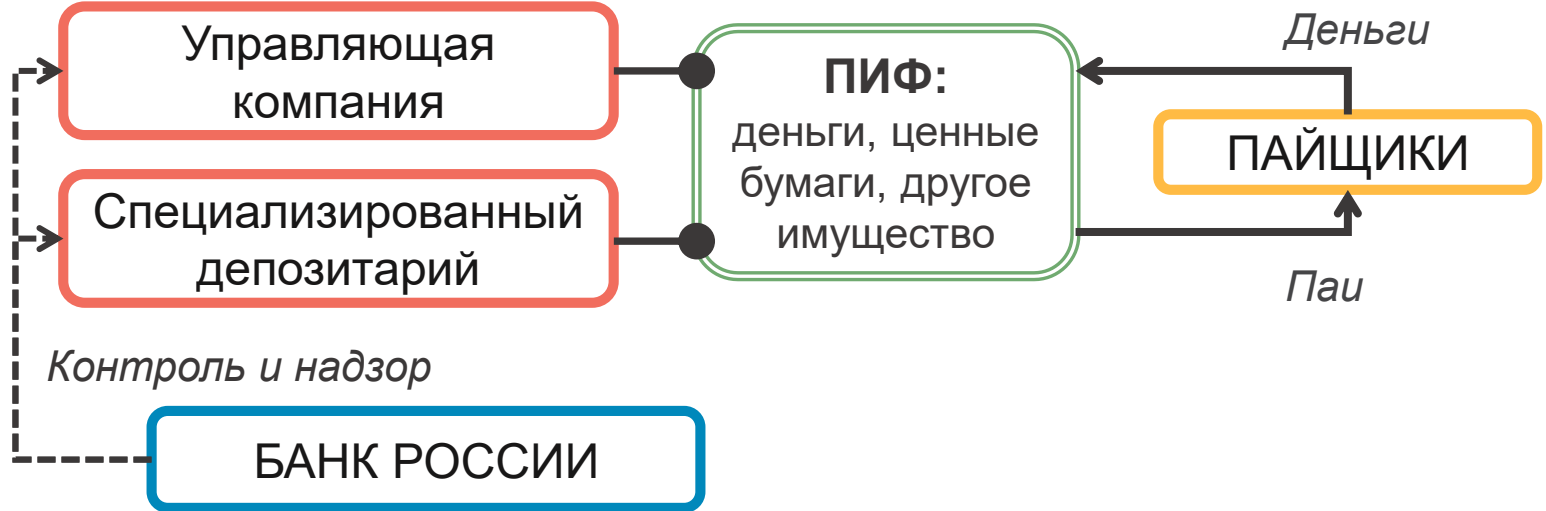 Управляющая
компания
Специализированный
депозитарий
Контроль и надзор
БАНК РОССИИ
ПИФ:
деньги, ценные
бумаги, другое
имущество
Деньги
ПАЙЩИКИ
Паи